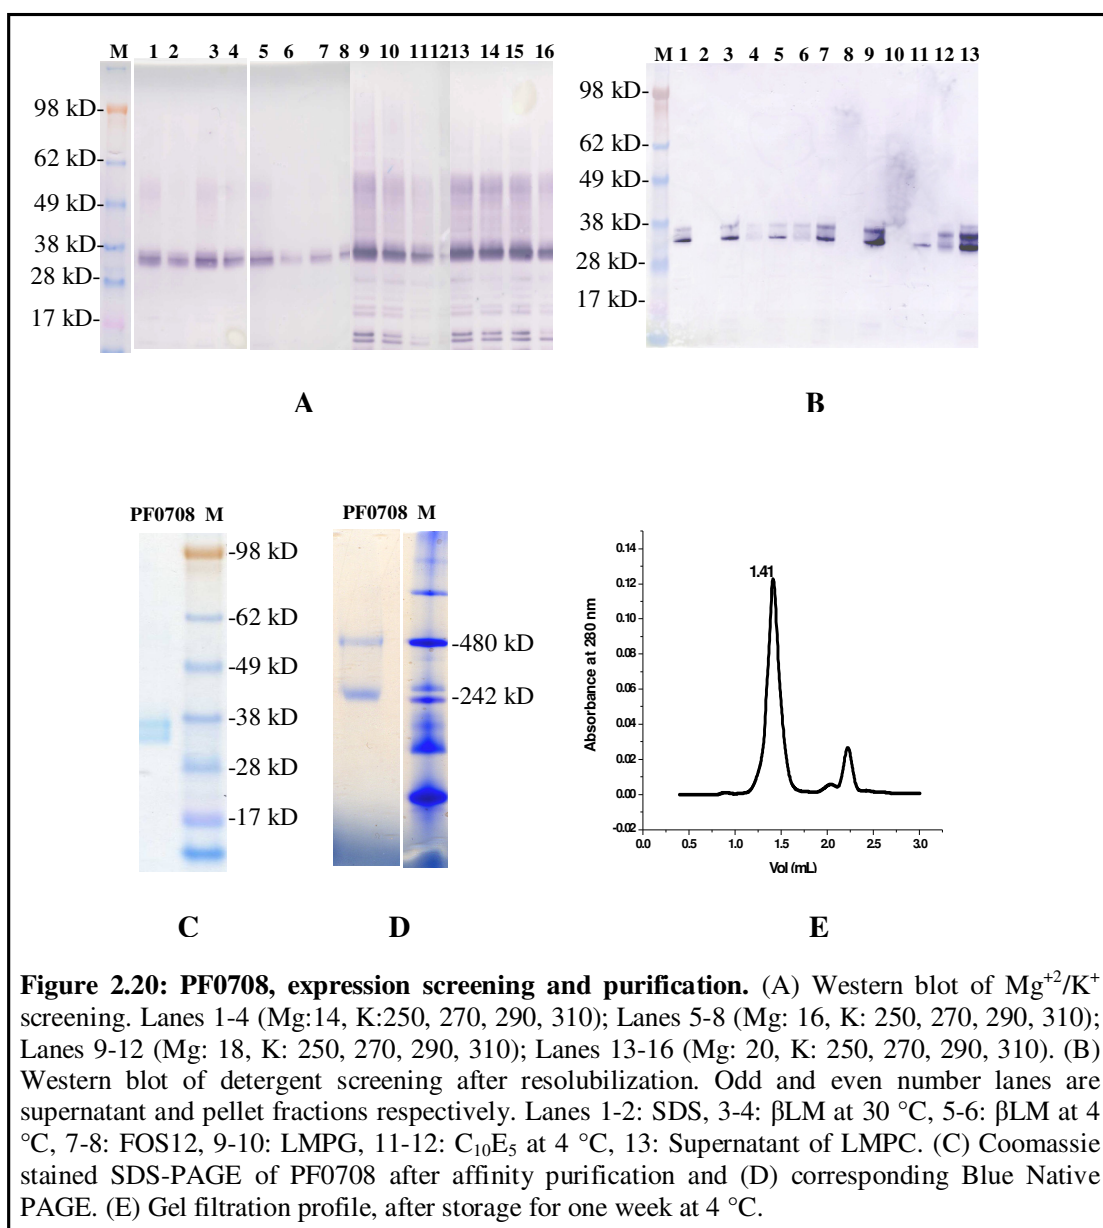 M 1 2 3 4 5 6 7 8 9 10 11 12 13 14 15 16
98 kD-
62 kD-
49 kD-
38 kD-
28 kD-
17 kD-
A
M 1 2 3 4 5 6 7 8 9 10 11 12 13
98 kD-
62 kD-
49 kD-
38 kD-
28 kD-
17 kD-
B
PF0708 M
-98 kD
-62 kD
-49 kD
-38 kD
-28 kD
-17 kD
C
PF0708 M
-480 kD
-242 kD
D
Absorbance at 280 nm
0.14
0.12
0.10
0.08
0.06
0.04
0.02
0.00
-0.02
1.41
0.0 0.5 1.0 1.5 2.0 2.5 3.0
Vol (mL)
E
Figure 2.20: PF0708, expression screening and purification. (A) Western blot of Mg⁺²/K⁺
screening. Lanes 1-4 (Mg:14, K:250, 270, 290, 310); Lanes 5-8 (Mg: 16, K: 250, 270, 290, 310);
Lanes 9-12 (Mg: 18, K: 250, 270, 290, 310); Lanes 13-16 (Mg: 20, K: 250, 270, 290, 310). (B)
Western blot of detergent screening after resolubilization. Odd and even number lanes are
supernatant and pellet fractions respectively. Lanes 1-2: SDS, 3-4: βLM at 30 °C, 5-6: βLM at 4
°C, 7-8: FOS12, 9-10: LMPG, 11-12: C₁₀E₅ at 4 °C, 13: Supernatant of LMPC. (C) Coomassie
stained SDS-PAGE of PF0708 after affinity purification and (D) corresponding Blue Native
PAGE. (E) Gel filtration profile, after storage for one week at 4 °C.